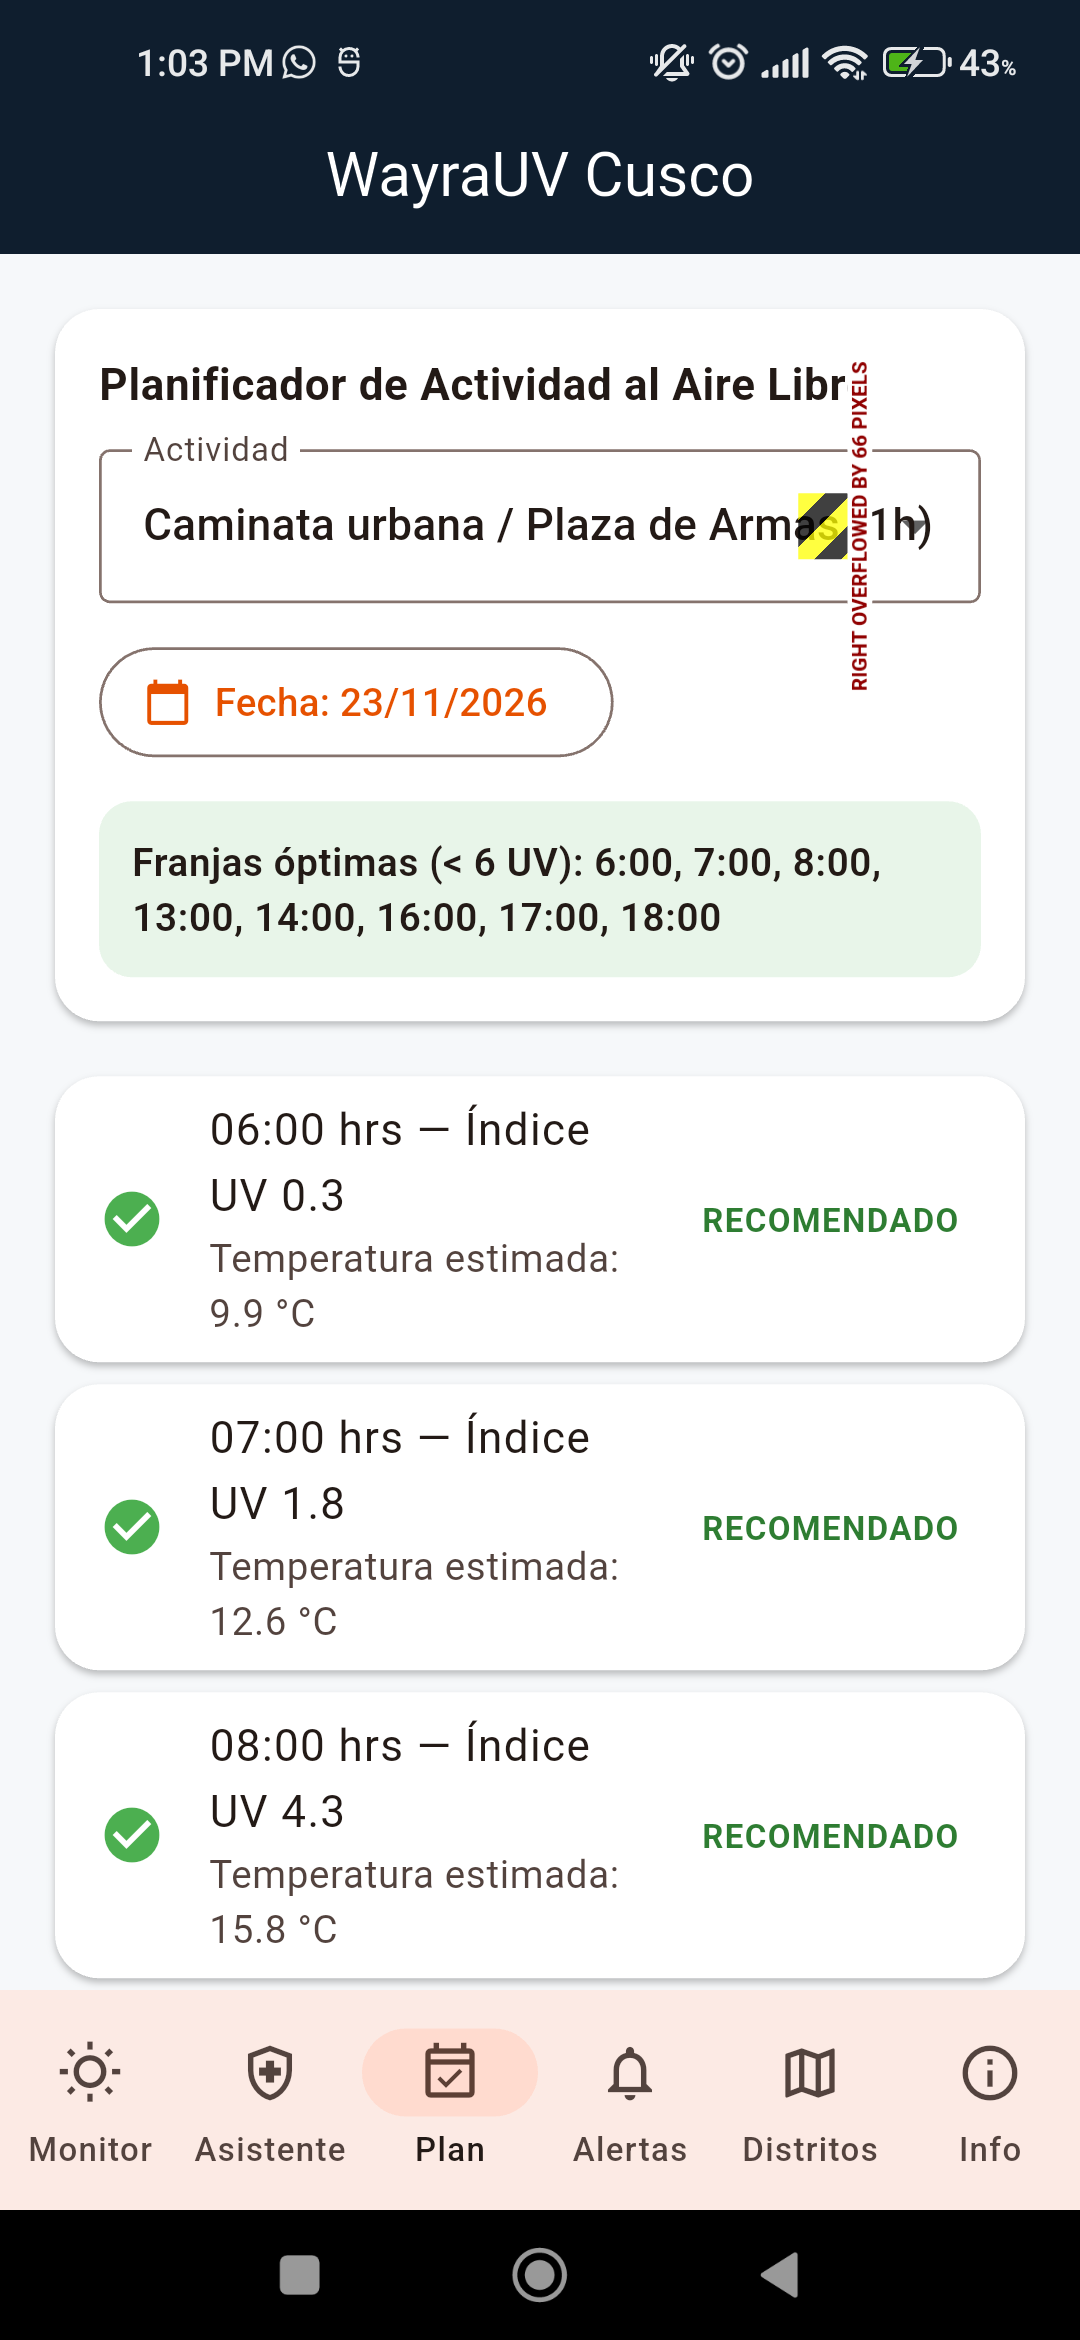 1:03 PM
43%
WayraUV Cusco
Planificador de Actividad al Aire Libr
RIGHT OVERFLOWED BY 66 PIXELS
Actividad
Caminata urbana / Plaza de Armas 1h)
Fecha: 23/11/2026
Franjas óptimas (< 6 UV): 6:00, 7:00, 8:00,
13:00, 14:00, 16:00, 17:00, 18:00
06:00 hrs — Índice
UV 0.3
Temperatura estimada:
9.9 °C
RECOMENDADO
07:00 hrs — Índice
UV 1.8
Temperatura estimada:
12.6 °C
RECOMENDADO
08:00 hrs — Índice
UV 4.3
Temperatura estimada:
15.8 °C
RECOMENDADO
Monitor
Asistente
Plan
Alertas
Distritos
Info